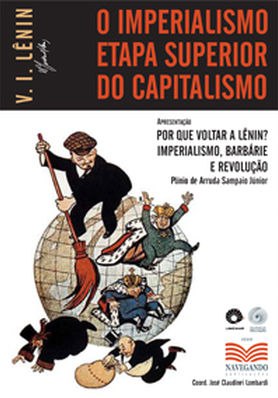 V. I. LÊNIN
O IMPERIALISMO
ETAPA SUPERIOR
DO CAPITALISMO
APRESENTAÇÃO
POR QUE VOLTAR A LÊNIN?
IMPERIALISMO, BARBÁRIE
E REVOLUÇÃO
Plínio de Arruda Sampaio Júnior
NAVEGANDO
Coord. José Claudinei Lombardi